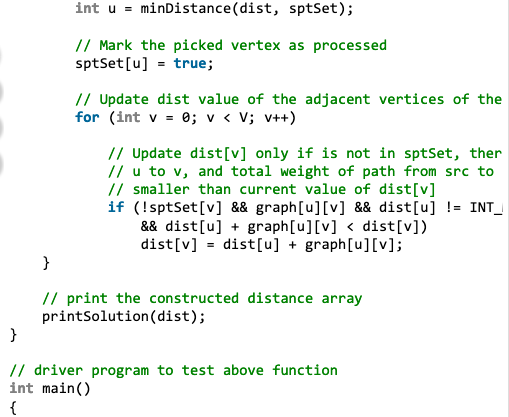 int u = minDistance(dist, sptSet);
// Mark the picked vertex as processed
sptSet[u] = true;
// Update dist value of the adjacent vertices of the
for (int v = 0; v < V; v++)
// Update dist[v] only if is not in sptSet, ther
// u to v, and total weight of path from src to
// smaller than current value of dist[v]
if (!sptSet[v] && graph[u][v] && dist[u] != INT_
&& dist[u] + graph[u][v] < dist[v])
dist[v] = dist[u] + graph[u][v];
}
// print the constructed distance array
printSolution(dist);
}
// driver program to test above function
int main()
{